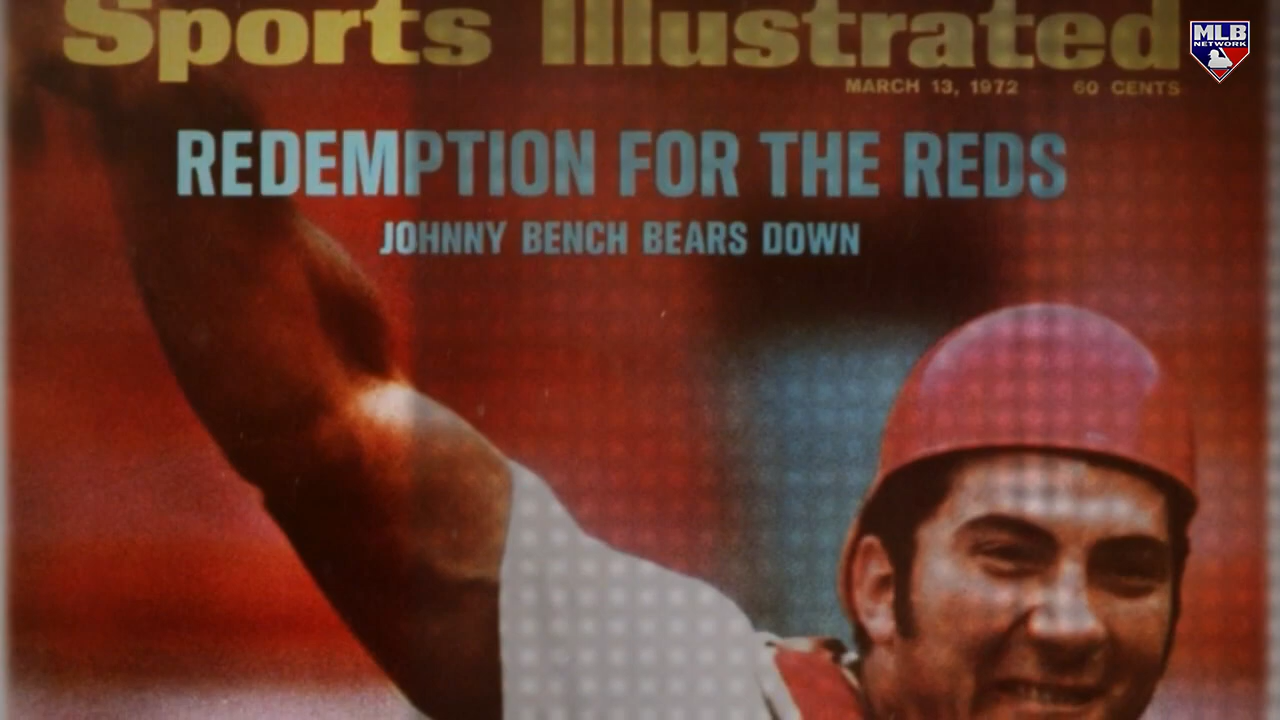 Sports Illustrated
MLB
NETWORK
MARCH 13, 1972 60 CENTS
REDEMPTION FOR THE REDS
JOHNNY BENCH BEARS DOWN